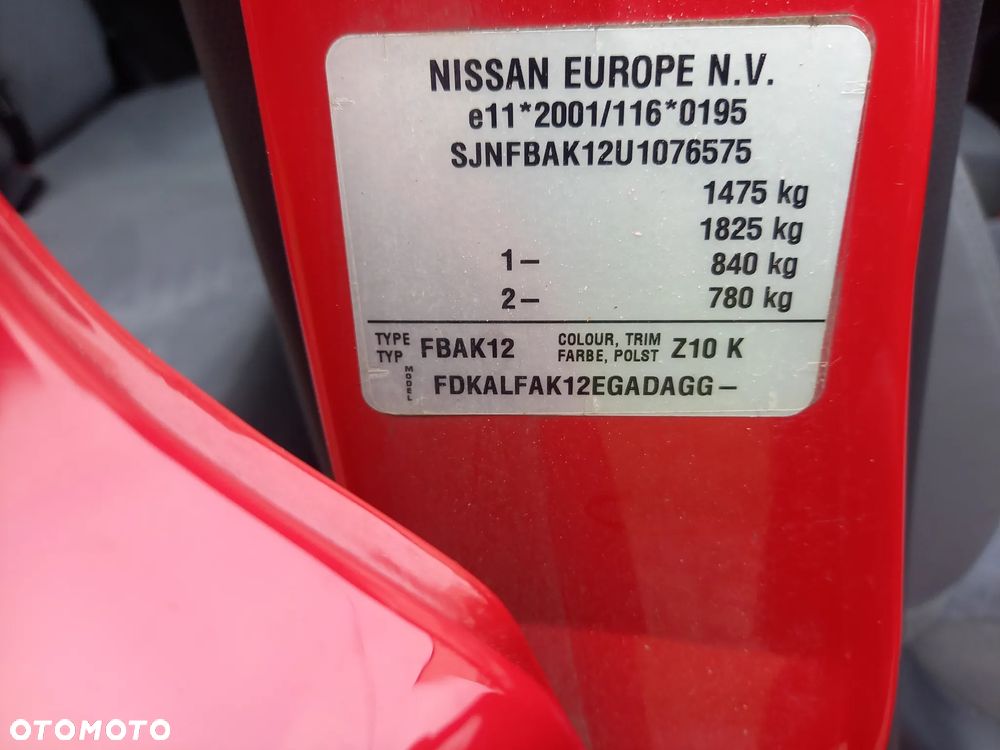 NISSAN EUROPE N.V.
e11*2001/116*0195
SJNFBAK12U1076575
1475 kg
1825 kg
1– 840 kg
2– 780 kg
TYPE TYP FBAK12 COLOUR, TRIM FARBE, POLST Z10 K
MODEL FDKALFAK12EGADAGG–
OTOMOTO